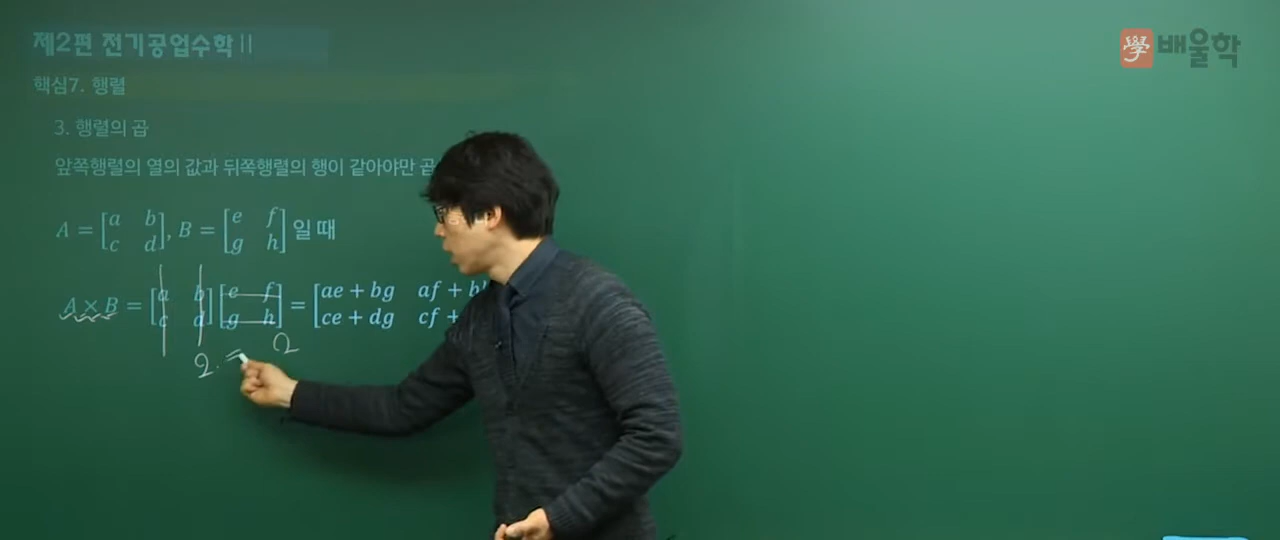 제2편 전기공업수학Ⅱ
學 배울학
핵심7. 행렬
3. 행렬의 곱
앞쪽행렬의 열의 값과 뒤쪽행렬의 행이 같아야만 곱
A = [a b c d], B = [e f g h] 일 때
A × B = [a b c d] [e f g h] = [ae + bg af + ce + dg cf +
2. = 2